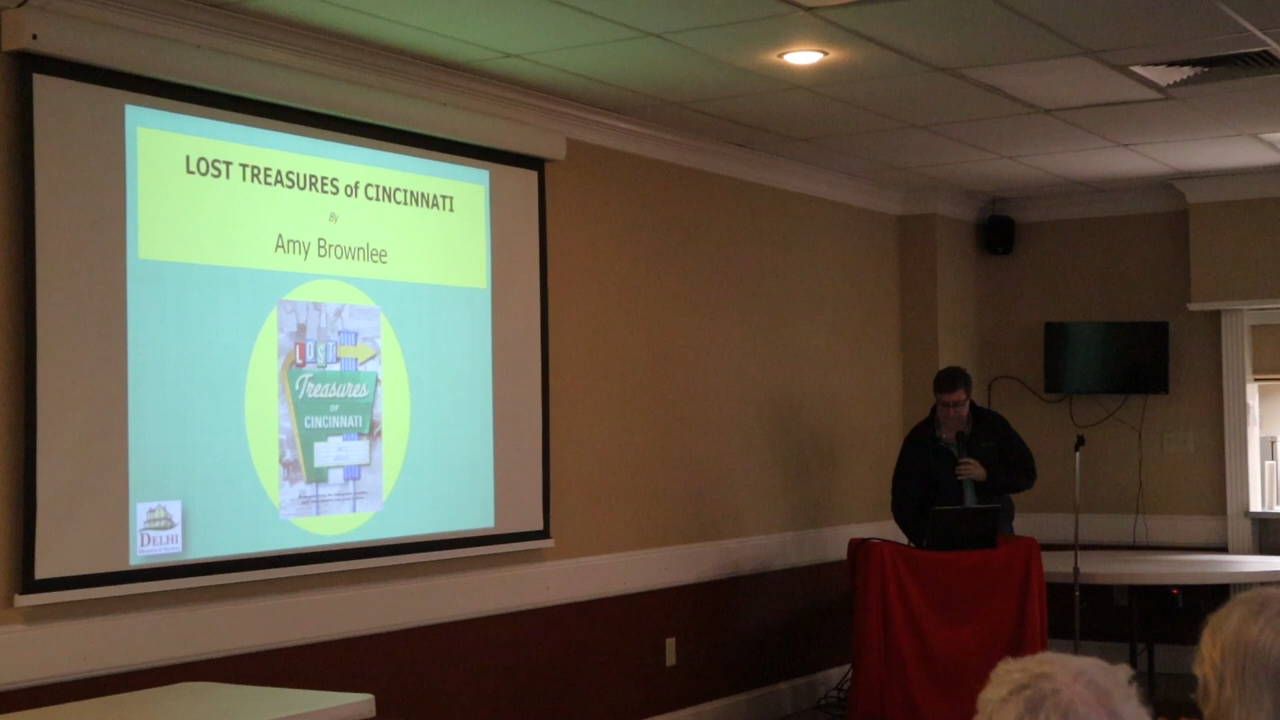 LOST TREASURES of CINCINNATI
By
Amy Brownlee
LOST
Treasures
OF
CINCINNATI
DELHI